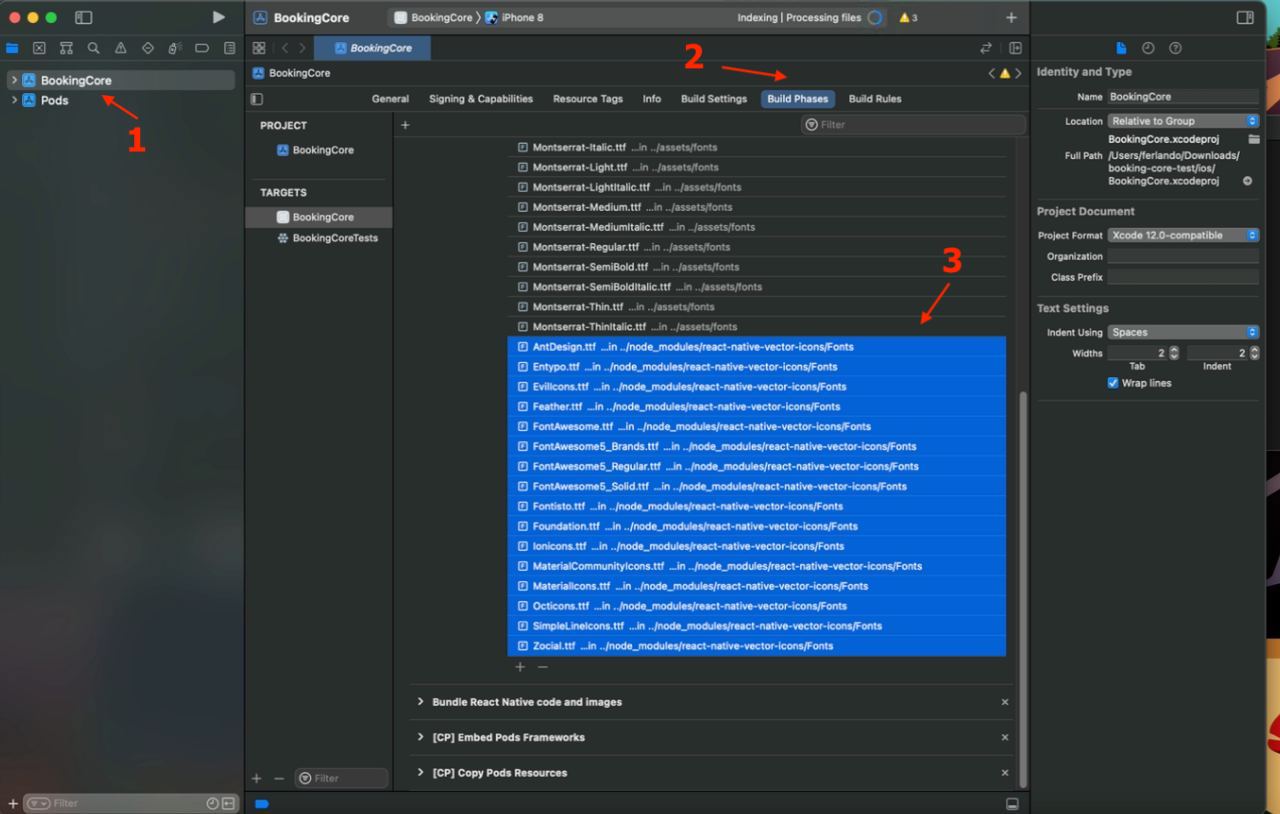 BookingCore
BookingCore 〉 iPhone 8
Indexing | Processing files
3
BookingCore
BookingCore
Pods
1
2
BookingCore
General
Signing & Capabilities
Resource Tags
Info
Build Settings
Build Phases
Build Rules
PROJECT
BookingCore
TARGETS
BookingCore
BookingCoreTests
Filter
Montserrat-Italic.ttf ...in ../assets/fonts
Montserrat-Light.ttf ...in ../assets/fonts
Montserrat-LightItalic.ttf ...in ../assets/fonts
Montserrat-Medium.ttf ...in ../assets/fonts
Montserrat-MediumItalic.ttf ...in ../assets/fonts
Montserrat-Regular.ttf ...in ../assets/fonts
Montserrat-SemiBold.ttf ...in ../assets/fonts
Montserrat-SemiBoldItalic.ttf ...in ../assets/fonts
Montserrat-Thin.ttf ...in ../assets/fonts
Montserrat-ThinItalic.ttf ...in ../assets/fonts
3
AntDesign.ttf ...in ../node_modules/react-native-vector-icons/Fonts
Entypo.ttf ...in ../node_modules/react-native-vector-icons/Fonts
EvilIcons.ttf ...in ../node_modules/react-native-vector-icons/Fonts
Feather.ttf ...in ../node_modules/react-native-vector-icons/Fonts
FontAwesome.ttf ...in ../node_modules/react-native-vector-icons/Fonts
FontAwesome5_Brands.ttf ...in ../node_modules/react-native-vector-icons/Fonts
FontAwesome5_Regular.ttf ...in ../node_modules/react-native-vector-icons/Fonts
FontAwesome5_Solid.ttf ...in ../node_modules/react-native-vector-icons/Fonts
Fontisto.ttf ...in ../node_modules/react-native-vector-icons/Fonts
Foundation.ttf ...in ../node_modules/react-native-vector-icons/Fonts
Ionicons.ttf ...in ../node_modules/react-native-vector-icons/Fonts
MaterialCommunityIcons.ttf ...in ../node_modules/react-native-vector-icons/Fonts
MaterialIcons.ttf ...in ../node_modules/react-native-vector-icons/Fonts
Octicons.ttf ...in ../node_modules/react-native-vector-icons/Fonts
SimpleLineIcons.ttf ...in ../node_modules/react-native-vector-icons/Fonts
Zocial.ttf ...in ../node_modules/react-native-vector-icons/Fonts
Bundle React Native code and images
[CP] Embed Pods Frameworks
[CP] Copy Pods Resources
Filter
Filter
Identity and Type
Name BookingCore
Location Relative to Group
BookingCore.xcodeproj
Full Path /Users/ferlando/Downloads/
booking-core-test/ios/
BookingCore.xcodeproj
Project Document
Project Format Xcode 12.0-compatible
Organization
Class Prefix
Text Settings
Indent Using Spaces
Widths 2 2
Tab Indent
Wrap lines